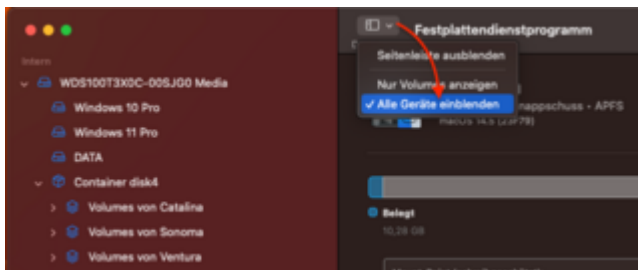 Festplattendienstprogramm
Seitenleiste ausblenden
Intern
Nur Volumes anzeigen
WDS100T3X0C-00SJG0 Media
✓ Alle Geräte einblenden
nappschuss - APFS
Windows 10 Pro
macOS 14.5 (23F79)
Windows 11 Pro
DATA
Container disk4
Volumes von Catalina
Belegt
Volumes von Sonoma
10,28 GB
Volumes von Ventura